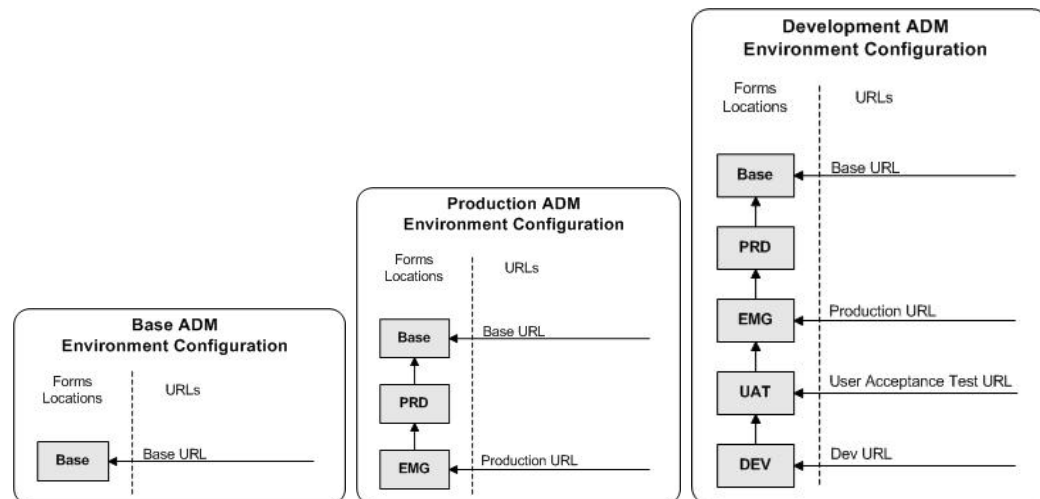 Base ADM
Environment Configuration
Forms
Locations
URLs
Base
Base URL
Production ADM
Environment Configuration
Forms
Locations
URLs
Base
Base URL
PRD
EMG
Production URL
Development ADM
Environment Configuration
Forms
Locations
URLs
Base
Base URL
PRD
EMG
Production URL
UAT
User Acceptance Test URL
DEV
Dev URL